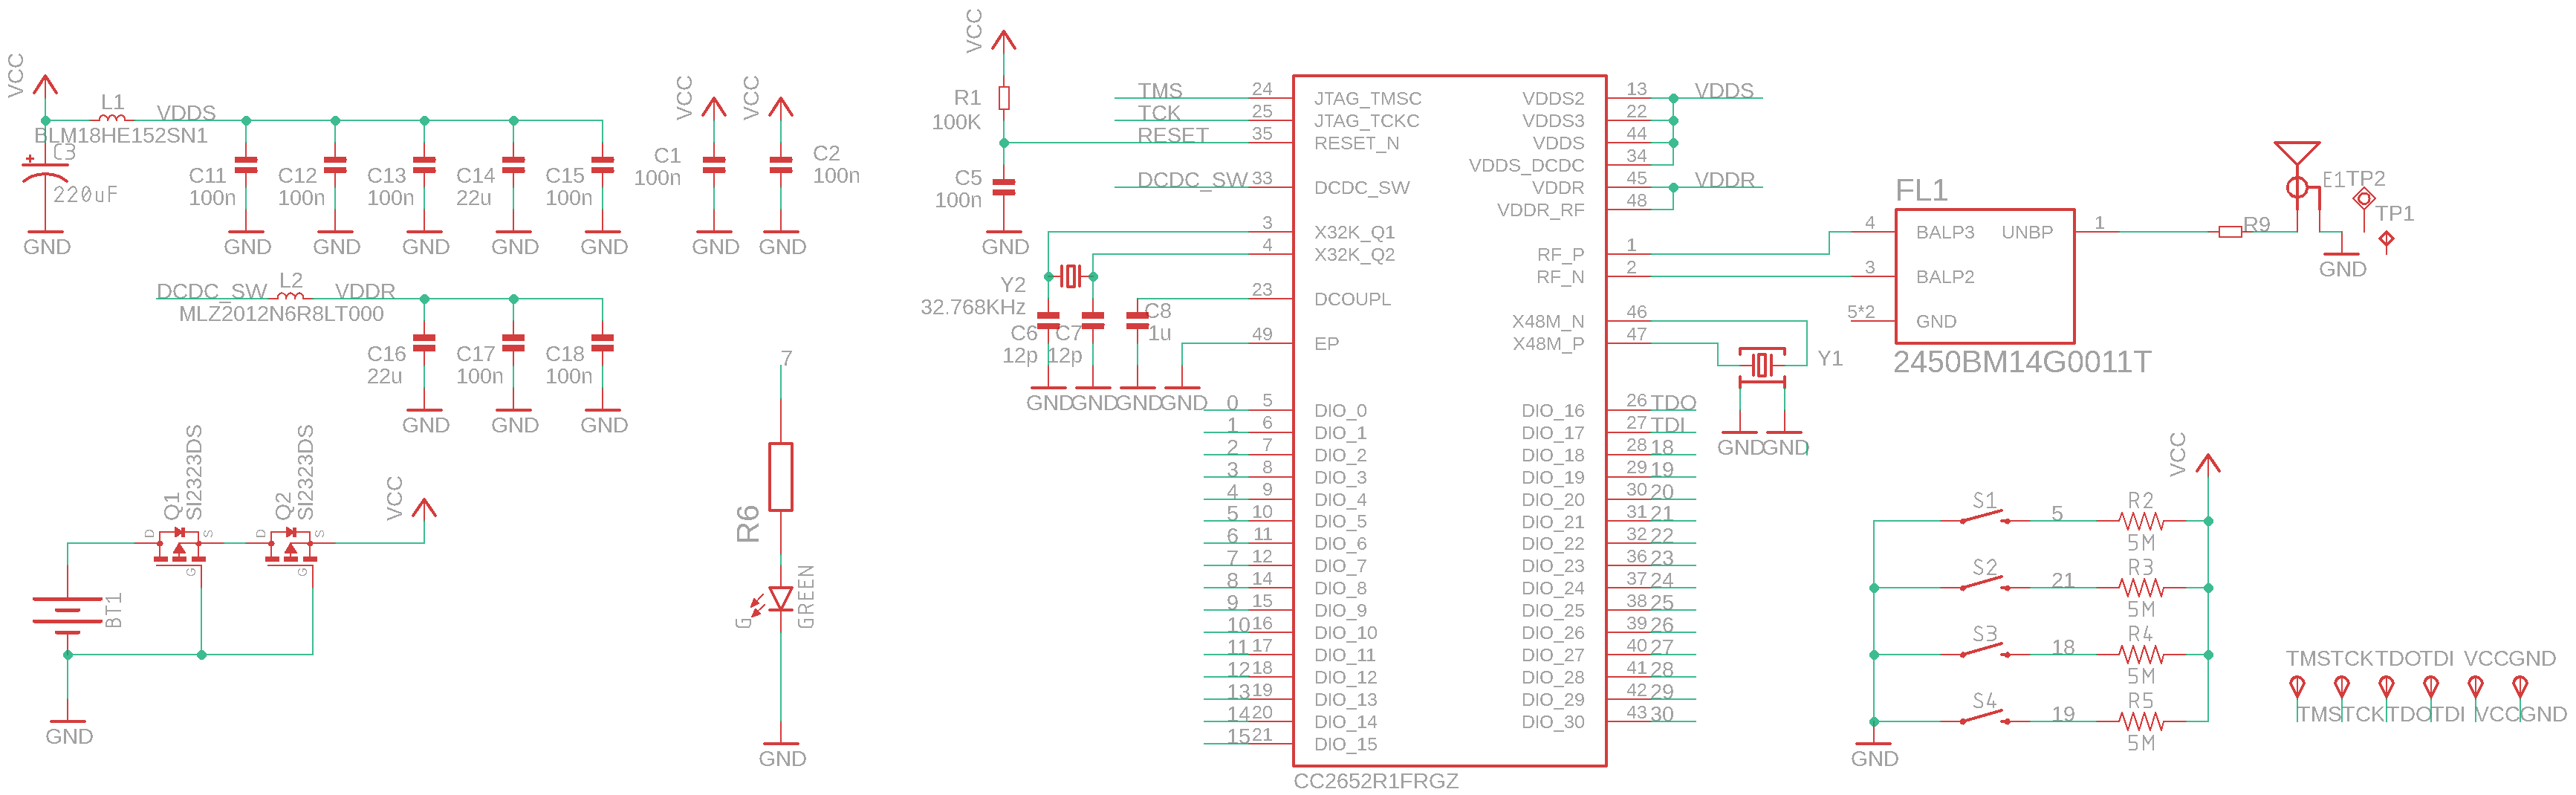 VCC
L1
VDDS
BLM18HE152SN1
C3
220uF
GND
C11
100n
GND
C12
100n
GND
C13
100n
GND
C14
22u
GND
C15
100n
GND
VCC
C1
100n
GND
VCC
C2
100n
GND
DCDC_SW
L2
VDDR
MLZ2012N6R8LT000
C16
22u
GND
C17
100n
GND
C18
100n
GND
Q1
SI2323DS
D
S
G
Q2
SI2323DS
D
S
G
VCC
BT1
GND
7
R6
G
GREEN
GND
VCC
R1
100K
C5
100n
GND
TMS 24 JTAG_TMSC
TCK 25 JTAG_TCKC
RESET 35 RESET_N
DCDC_SW 33 DCDC_SW
3 X32K_Q1
4 X32K_Q2
23 DCOUPL
49 EP
Y2
32.768KHz
C6
12p
C7
12p
C8
1u
GND GND GND GND
0 5 DIO_0
1 6 DIO_1
2 7 DIO_2
3 8 DIO_3
4 9 DIO_4
5 10 DIO_5
6 11 DIO_6
7 12 DIO_7
8 14 DIO_8
9 15 DIO_9
10 16 DIO_10
11 17 DIO_11
12 18 DIO_12
13 19 DIO_13
14 20 DIO_14
15 21 DIO_15
VDDS2 13 VDDS
VDDS3 22
VDDS 44
VDDS_DCDC 34
VDDR 45 VDDR
VDDR_RF 48
RF_P 1
RF_N 2
X48M_N 46
X48M_P 47
DIO_16 26 TDO
DIO_17 27 TDI
DIO_18 28 18
DIO_19 29 19
DIO_20 30 20
DIO_21 31 21
DIO_22 32 22
DIO_23 36 23
DIO_24 37 24
DIO_25 38 25
DIO_26 39 26
DIO_27 40 27
DIO_28 41 28
DIO_29 42 29
DIO_30 43 30
CC2652R1FRGZ
Y1
GND GND
FL1
4 BALP3 UNBP 1
3 BALP2
5*2 GND
2450BM14G0011T
R9
E1
GND
TP2
TP1
VCC
S1 5 R2
5M
S2 21 R3
5M
S3 18 R4
5M
S4 19 R5
5M
GND
TMS TCK TDO TDI VCC GND
TMS TCK TDO TDI VCC GND